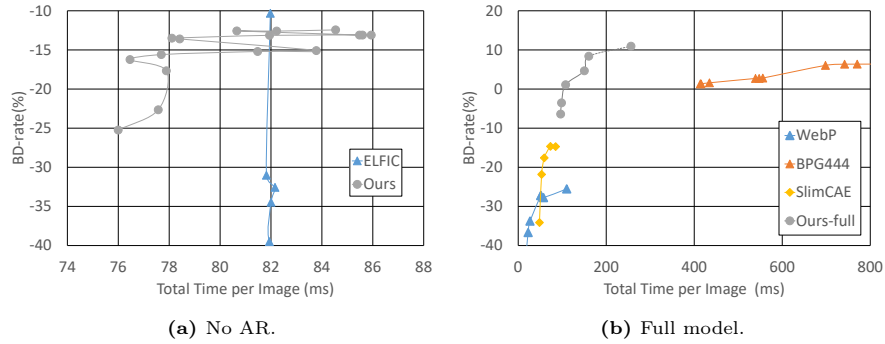 -10
-15
-20
-25
-30
-35
-40
BD-rate(%)
74 76 78 80 82 84 86 88
Total Time per Image (ms)
ELFIC
Ours
(a) No AR.
20
10
0
-10
-20
-30
-40
BD-rate(%)
0 200 400 600 800
Total Time per Image (ms)
WebP
BPG444
SlimCAE
Ours-full
(b) Full model.